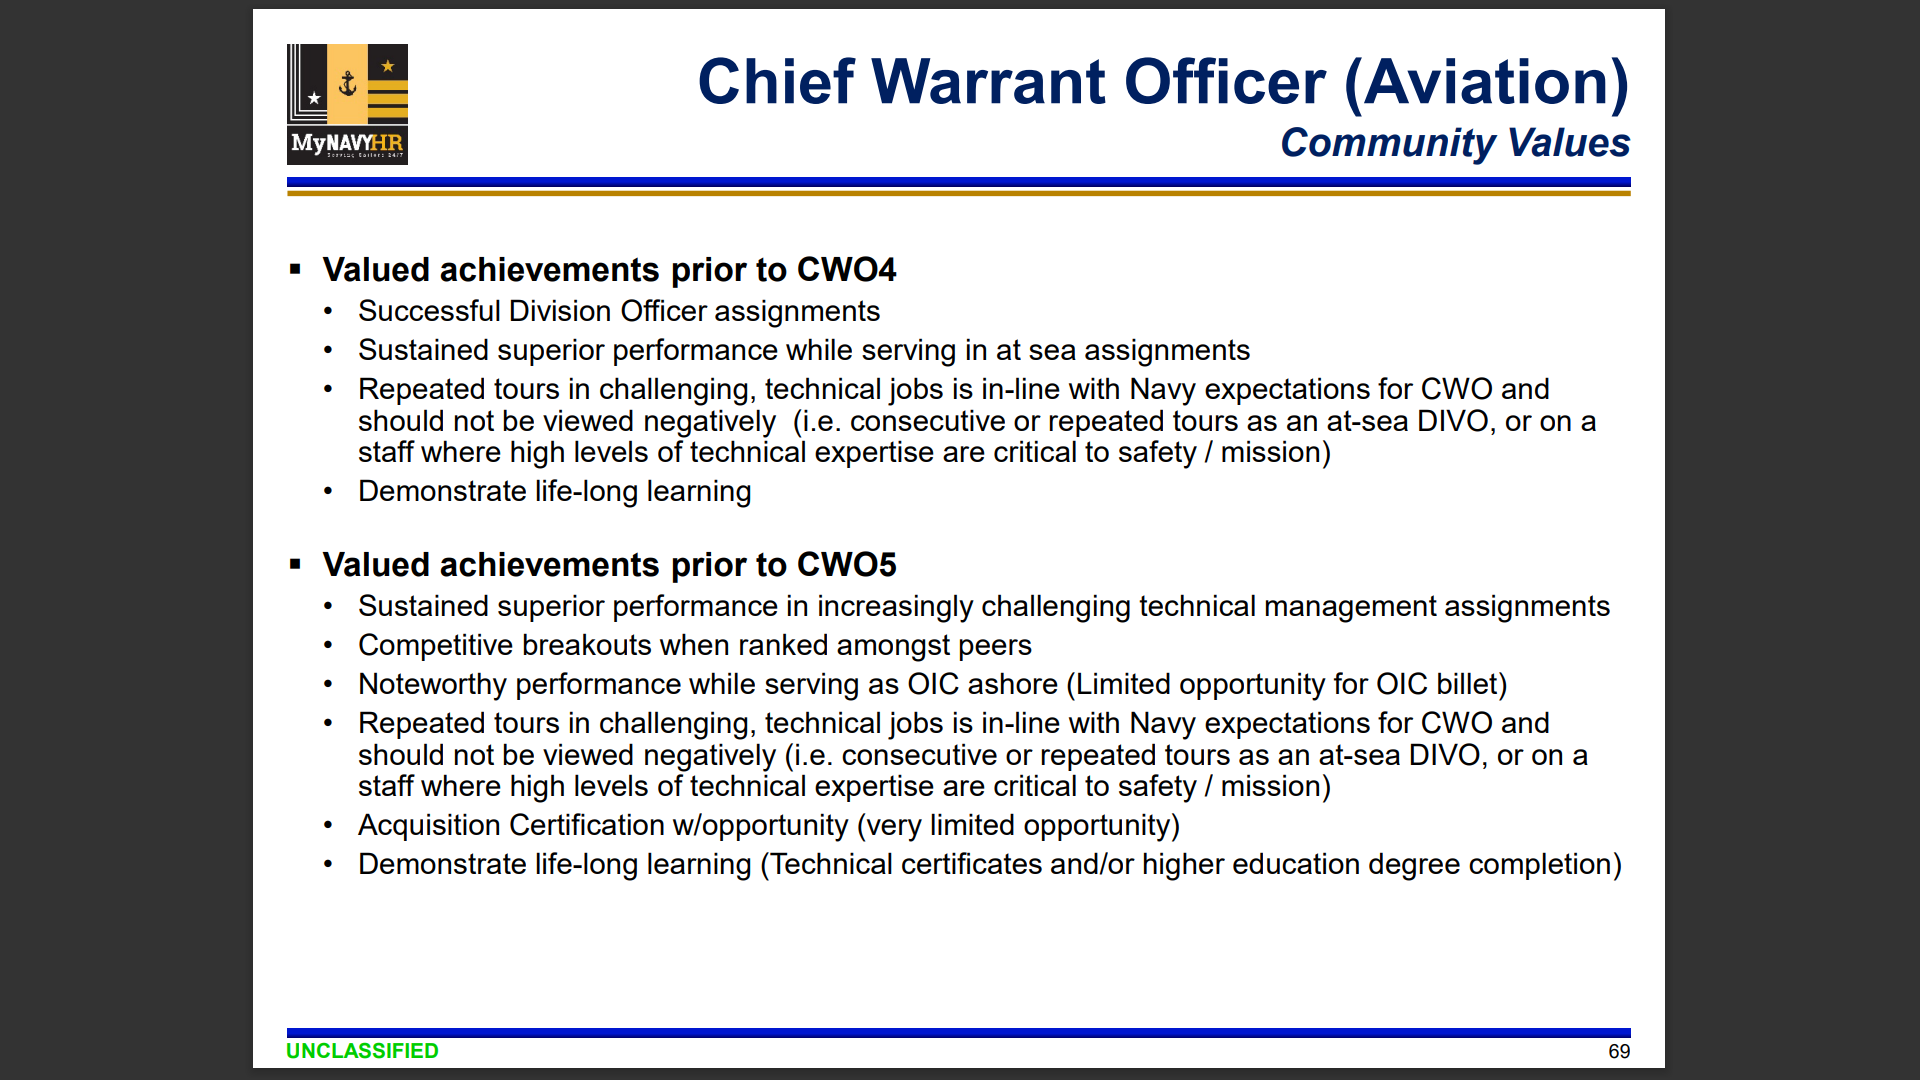 MyNAVYHR
Serving Sailors 24/7
Chief Warrant Officer (Aviation)
Community Values
▪ Valued achievements prior to CWO4
• Successful Division Officer assignments
• Sustained superior performance while serving in at sea assignments
• Repeated tours in challenging, technical jobs is in-line with Navy expectations for CWO and
should not be viewed negatively  (i.e. consecutive or repeated tours as an at-sea DIVO, or on a
staff where high levels of technical expertise are critical to safety / mission)
• Demonstrate life-long learning
▪ Valued achievements prior to CWO5
• Sustained superior performance in increasingly challenging technical management assignments
• Competitive breakouts when ranked amongst peers
• Noteworthy performance while serving as OIC ashore (Limited opportunity for OIC billet)
• Repeated tours in challenging, technical jobs is in-line with Navy expectations for CWO and
should not be viewed negatively (i.e. consecutive or repeated tours as an at-sea DIVO, or on a
staff where high levels of technical expertise are critical to safety / mission)
• Acquisition Certification w/opportunity (very limited opportunity)
• Demonstrate life-long learning (Technical certificates and/or higher education degree completion)
UNCLASSIFIED
69